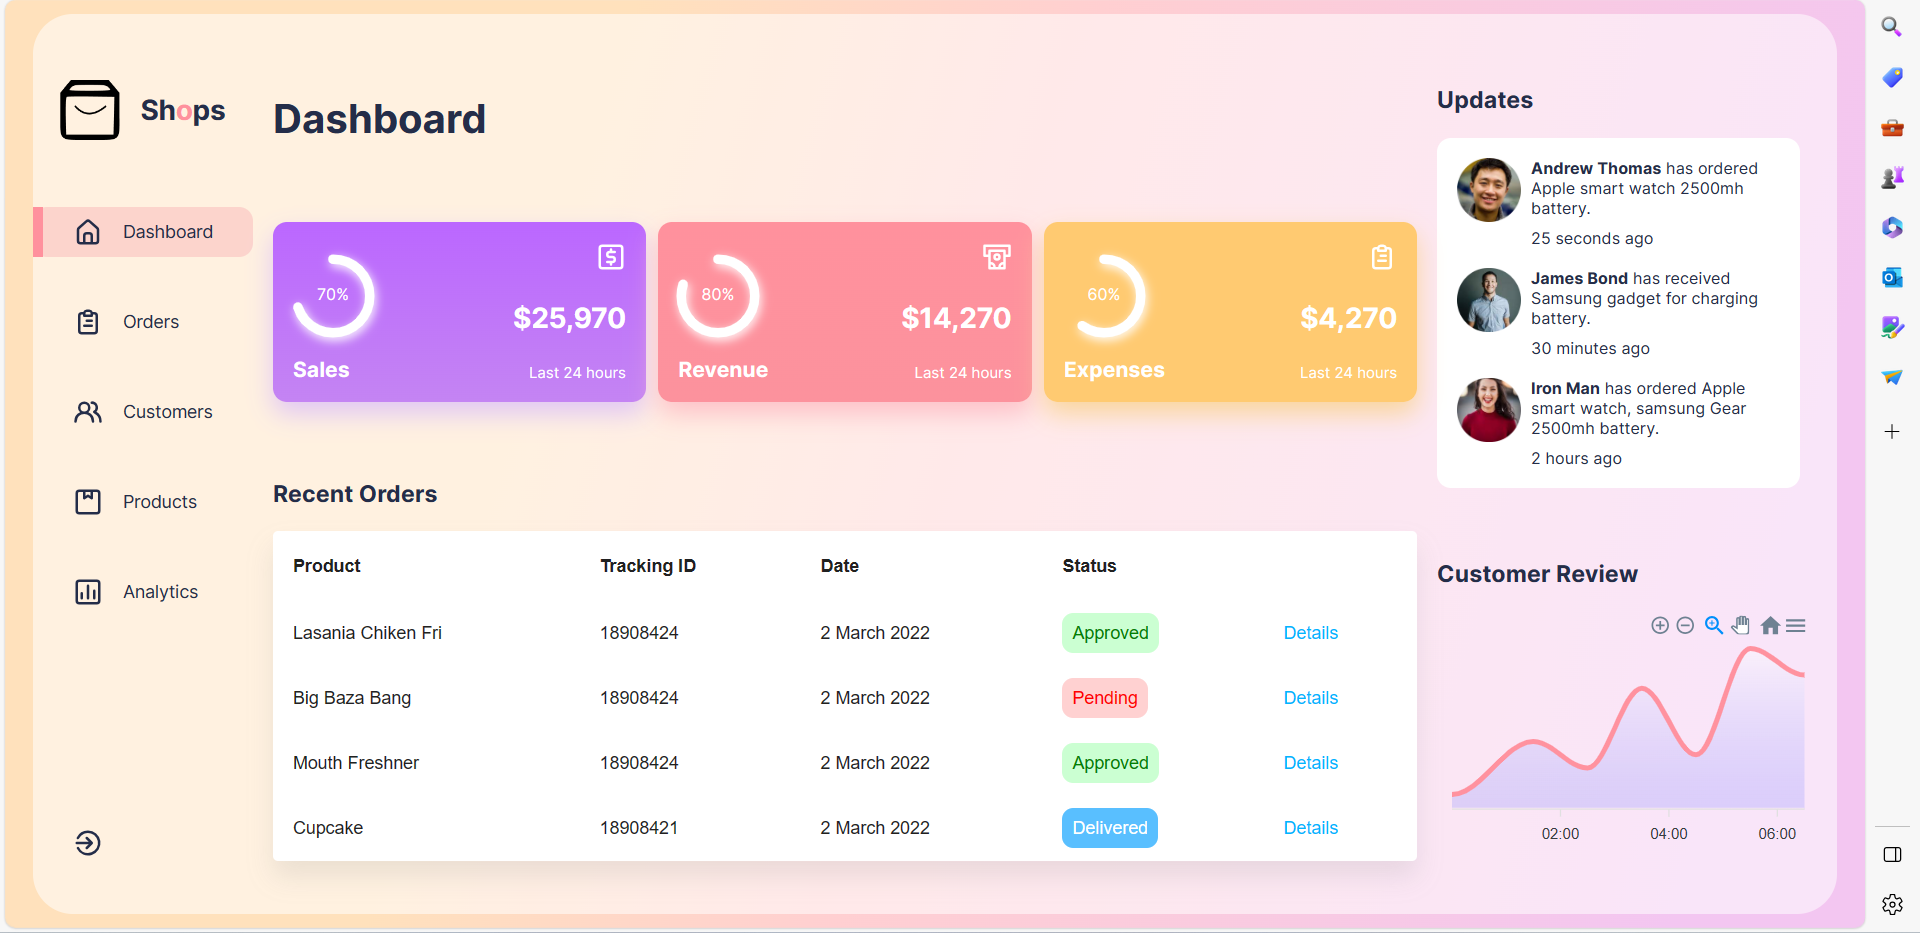 Shops
Dashboard
Orders
Customers
Products
Analytics
Dashboard
70%
$25,970
Sales
Last 24 hours
80%
$14,270
Revenue
Last 24 hours
60%
$4,270
Expenses
Last 24 hours
Recent Orders
Product Tracking ID Date Status
Lasania Chiken Fri 18908424 2 March 2022 Approved Details
Big Baza Bang 18908424 2 March 2022 Pending Details
Mouth Freshner 18908424 2 March 2022 Approved Details
Cupcake 18908421 2 March 2022 Delivered Details
Updates
Andrew Thomas has ordered
Apple smart watch 2500mh
battery.
25 seconds ago
James Bond has received
Samsung gadget for charging
battery.
30 minutes ago
Iron Man has ordered Apple
smart watch, samsung Gear
2500mh battery.
2 hours ago
Customer Review
02:00 04:00 06:00